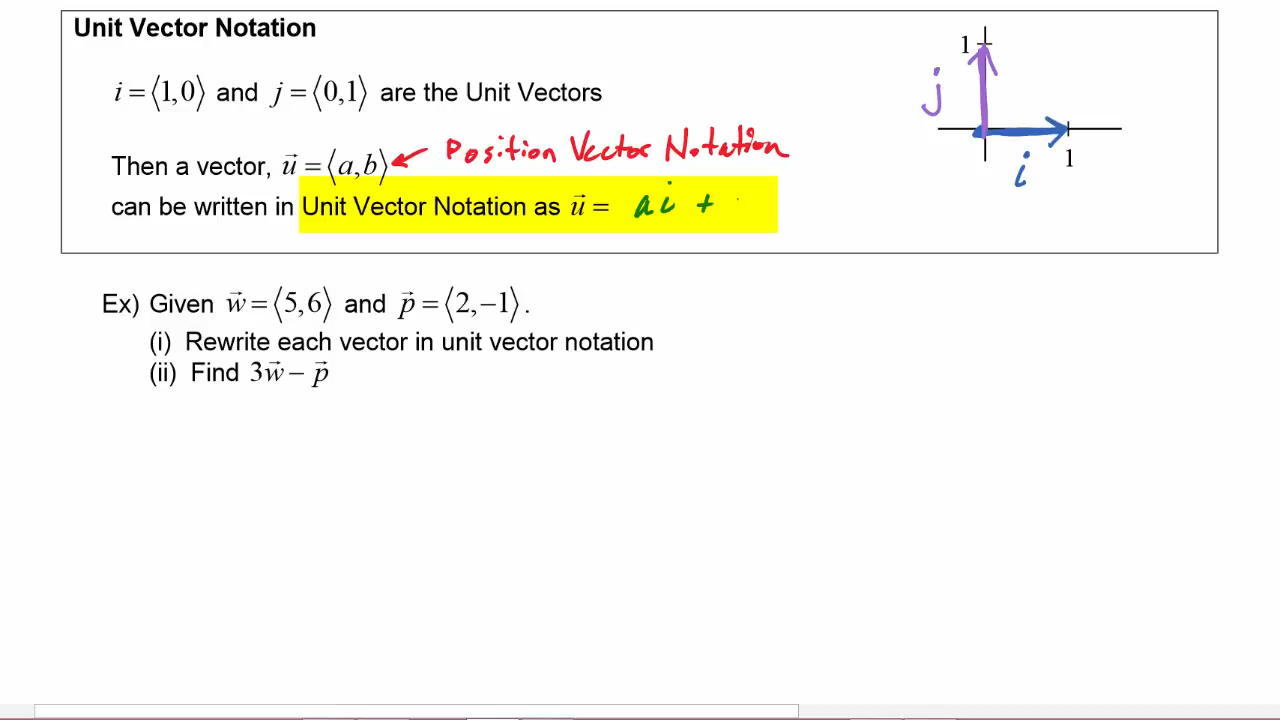 Unit Vector Notation
i = ⟨1,0⟩ and j = ⟨0,1⟩ are the Unit Vectors
Then a vector, u⃗ = ⟨a,b⟩ ← Position Vector Notation
can be written in Unit Vector Notation as u⃗ = ai +
1
j
i
1
Ex) Given w⃗ = ⟨5,6⟩ and p⃗ = ⟨2,−1⟩.
(i) Rewrite each vector in unit vector notation
(ii) Find 3w⃗ − p⃗